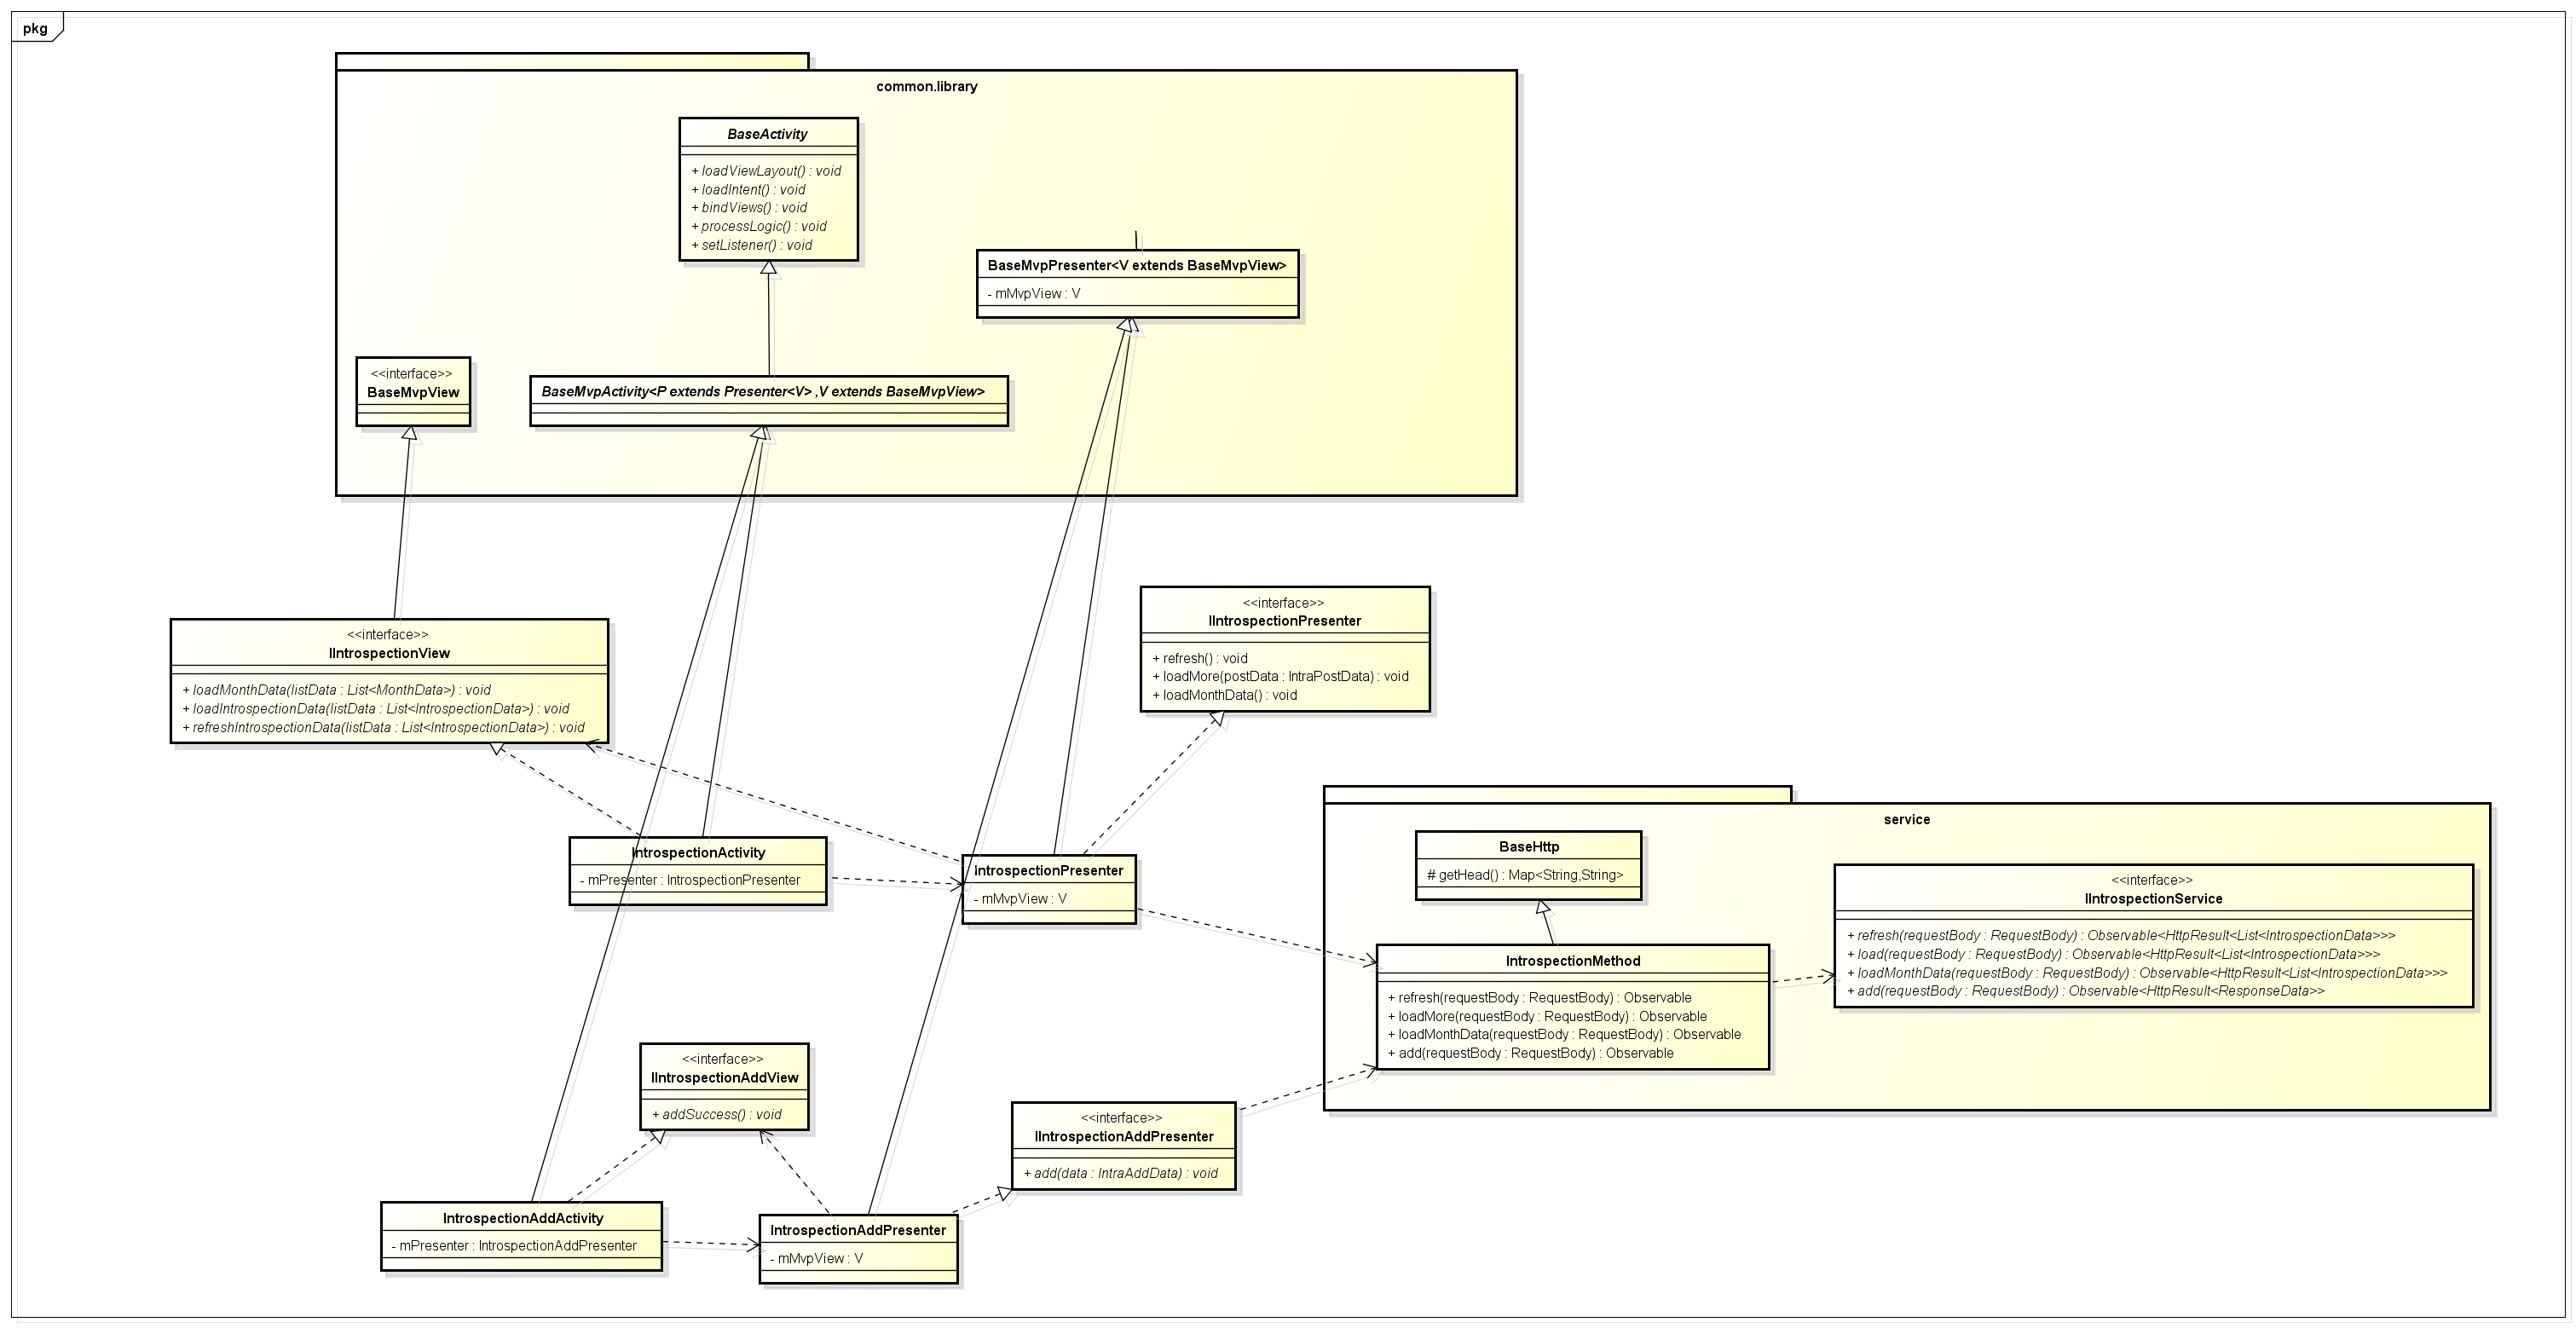 pkg
common.library
BaseActivity
+ loadViewLayout() : void
+ loadIntent() : void
+ bindViews() : void
+ processLogic() : void
+ setListener() : void
BaseMvpPresenter<V extends BaseMvpView>
- mMvpView : V
<<interface>>
BaseMvpView
BaseMvpActivity<P extends Presenter<V> ,V extends BaseMvpView>
<<interface>>
IIntrospectionView
+ loadMonthData(listData : List<MonthData>) : void
+ loadIntrospectionData(listData : List<IntrospectionData>) : void
+ refreshIntrospectionData(listData : List<IntrospectionData>) : void
<<interface>>
IIntrospectionPresenter
+ refresh() : void
+ loadMore(postData : IntraPostData) : void
+ loadMonthData() : void
IntrospectionActivity
- mPresenter : IntrospectionPresenter
IntrospectionPresenter
- mMvpView : V
service
BaseHttp
# getHead() : Map<String,String>
<<interface>>
IIntrospectionService
+ refresh(requestBody : RequestBody) : Observable<HttpResult<List<IntrospectionData>>>
+ load(requestBody : RequestBody) : Observable<HttpResult<List<IntrospectionData>>>
+ loadMonthData(requestBody : RequestBody) : Observable<HttpResult<List<IntrospectionData>>>
+ add(requestBody : RequestBody) : Observable<HttpResult<ResponseData>>
IntrospectionMethod
+ refresh(requestBody : RequestBody) : Observable
+ loadMore(requestBody : RequestBody) : Observable
+ loadMonthData(requestBody : RequestBody) : Observable
+ add(requestBody : RequestBody) : Observable
<<interface>>
IIntrospectionAddView
+ addSuccess() : void
<<interface>>
IIntrospectionAddPresenter
+ add(data : IntraAddData) : void
IntrospectionAddActivity
- mPresenter : IntrospectionAddPresenter
IntrospectionAddPresenter
- mMvpView : V